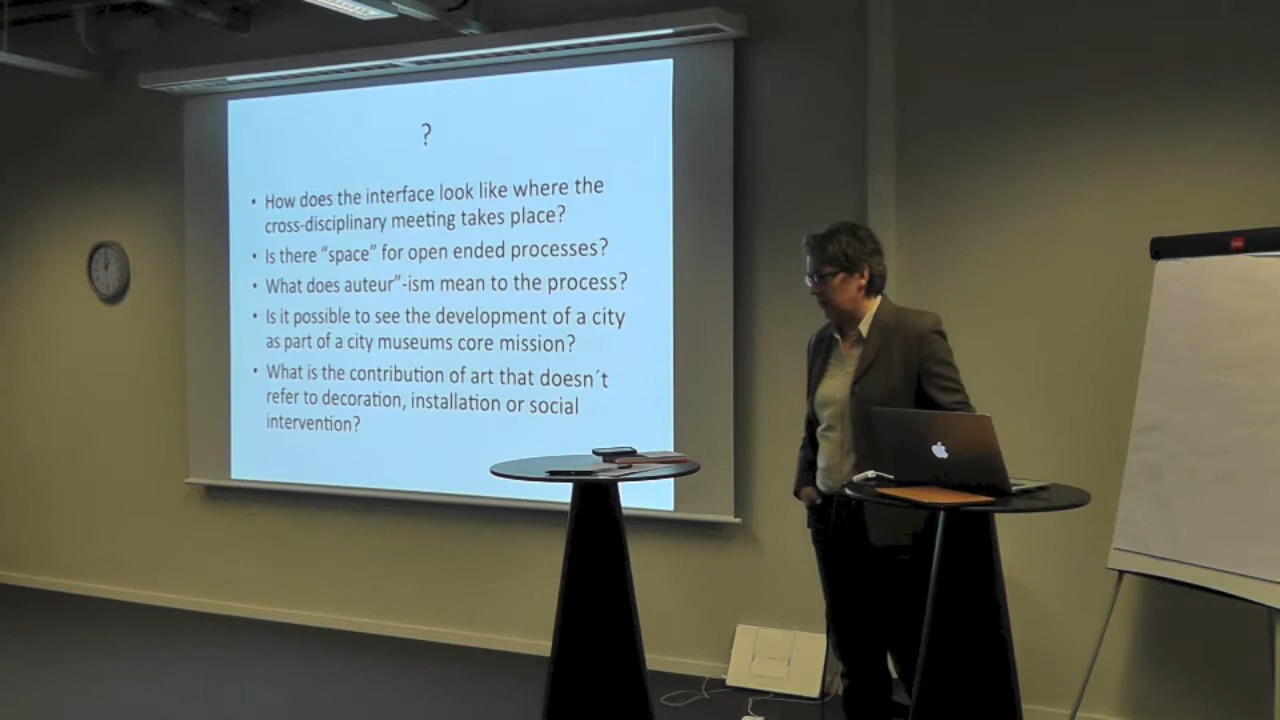 ?
• How does the interface look like where the
cross-disciplinary meeting takes place?
• Is there “space” for open ended processes?
• What does auteur”-ism mean to the process?
• Is it possible to see the development of a city
as part of a city museums core mission?
• What is the contribution of art that doesn´t
refer to decoration, installation or social
intervention?